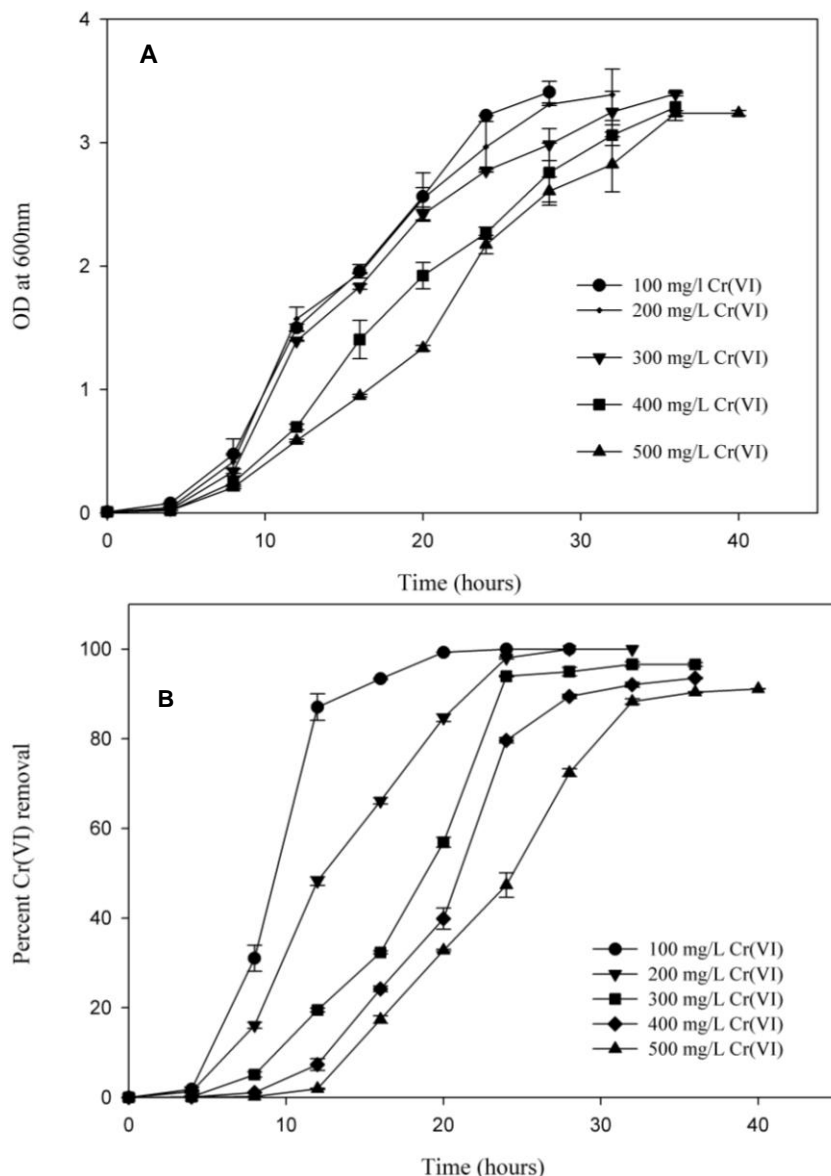 A
4
3
2
1
0
OD at 600nm
100 mg/l Cr(VI)
200 mg/L Cr(VI)
300 mg/L Cr(VI)
400 mg/L Cr(VI)
500 mg/L Cr(VI)
0 10 20 30 40
Time (hours)
B
100
80
60
40
20
0
Percent Cr(VI) removal
100 mg/L Cr(VI)
200 mg/L Cr(VI)
300 mg/L Cr(VI)
400 mg/L Cr(VI)
500 mg/L Cr(VI)
0 10 20 30 40
Time (hours)